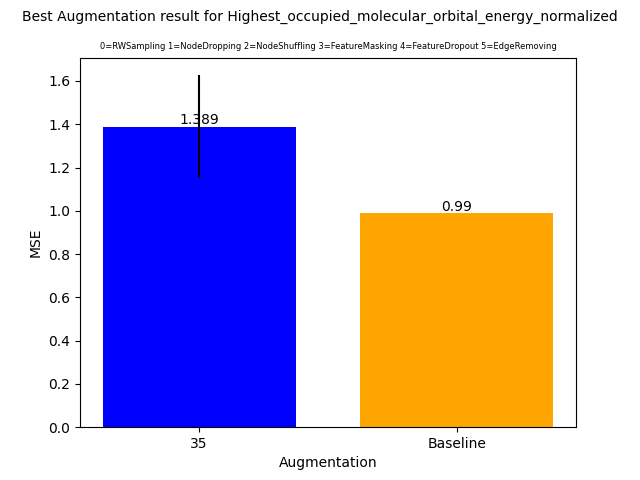 Best Augmentation result for Highest_occupied_molecular_orbital_energy_normalized
0=RWSampling 1=NodeDropping 2=NodeShuffling 3=FeatureMasking 4=FeatureDropout 5=EdgeRemoving
1.6
1.4
1.2
1.0
0.8
0.6
0.4
0.2
0.0
MSE
1.389
0.99
35
Baseline
Augmentation